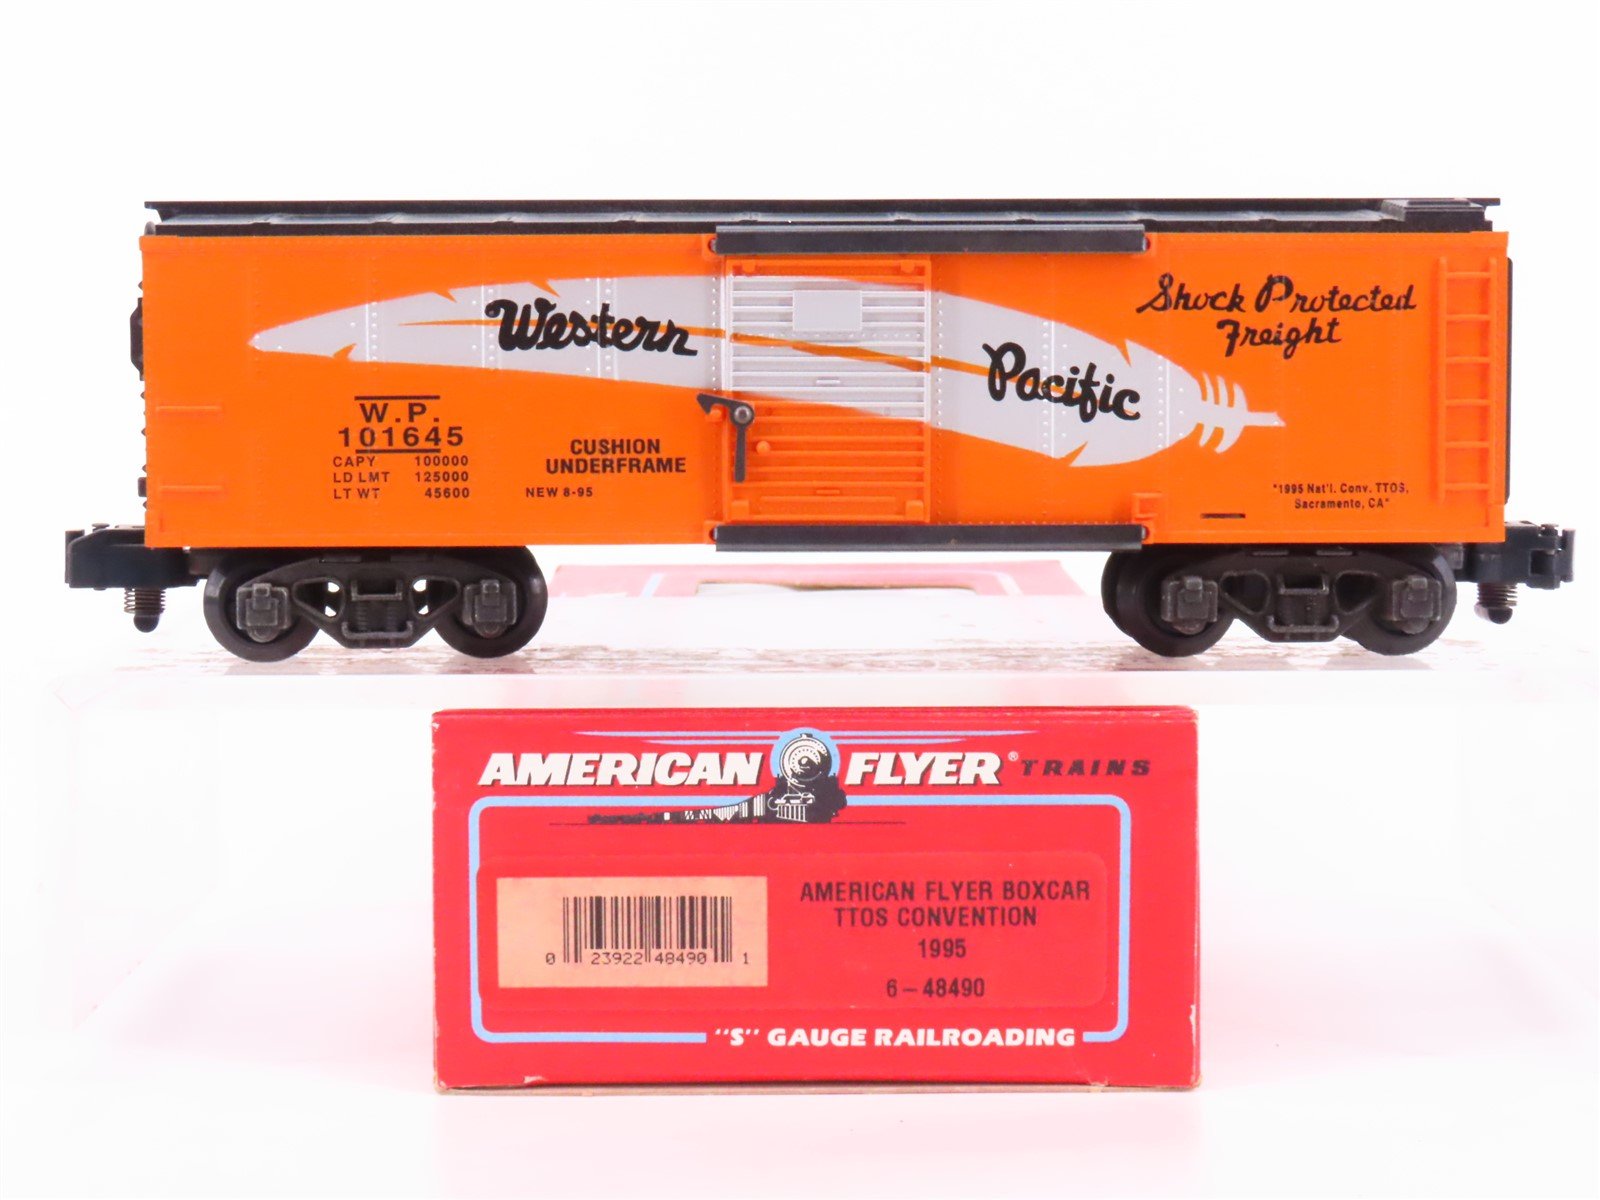 Western Pacific
Shock Protected
Freight
W.P.
101645
CAPY 100000
LD LMT 125000
LT WT 45600
CUSHION
UNDERFRAME
NEW 8-95
"1995 Nat'l. Conv. TTOS,
Sacramento, CA"
AMERICAN FLYER® TRAINS
AMERICAN FLYER BOXCAR
TTOS CONVENTION
1995
6-48490
0 23922 48490 1
"S" GAUGE RAILROADING